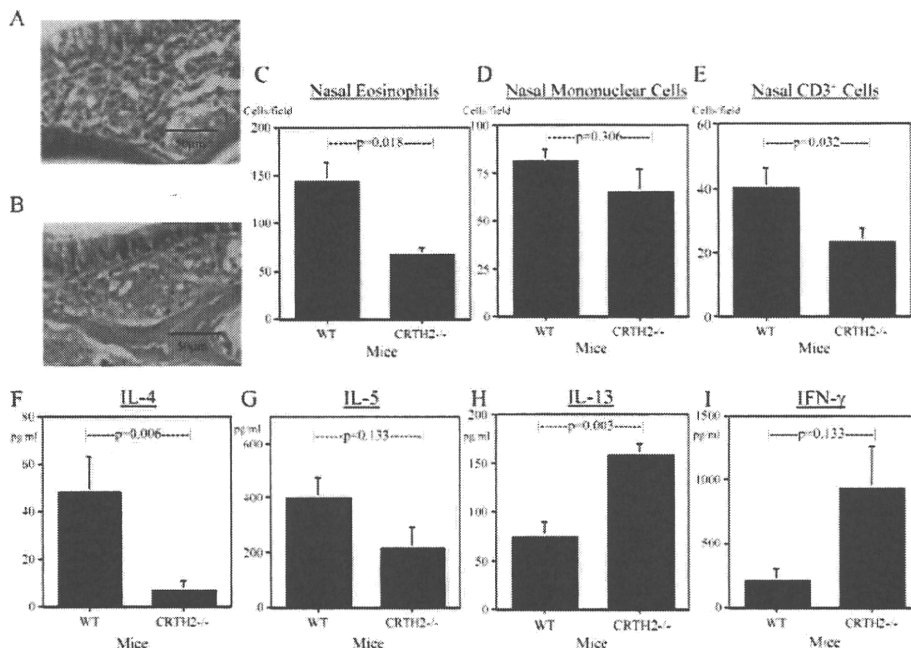 A
50μm
B
50μm
C
Nasal Eosinophils
Cells/field
200
150
100
50
0
p=0.018
WT
CRTH2-/-
Mice
D
Nasal Mononuclear Cells
Cells/field
100
75
50
25
0
p=0.306
WT
CRTH2-/-
Mice
E
Nasal CD3+ Cells
Cells/field
60
40
20
0
p=0.032
WT
CRTH2-/-
Mice
F
IL-4
80
pg/ml
60
40
20
0
p=0.006
WT
CRTH2-/-
Mice
G
IL-5
pg/ml
600
400
200
0
p=0.133
WT
CRTH2-/-
Mice
H
IL-13
200
pg/ml
150
100
50
0
p=0.003
WT
CRTH2-/-
Mice
I
IFN-γ
1500
pg/ml
1000
500
0
p=0.133
WT
CRTH2-/-
Mice